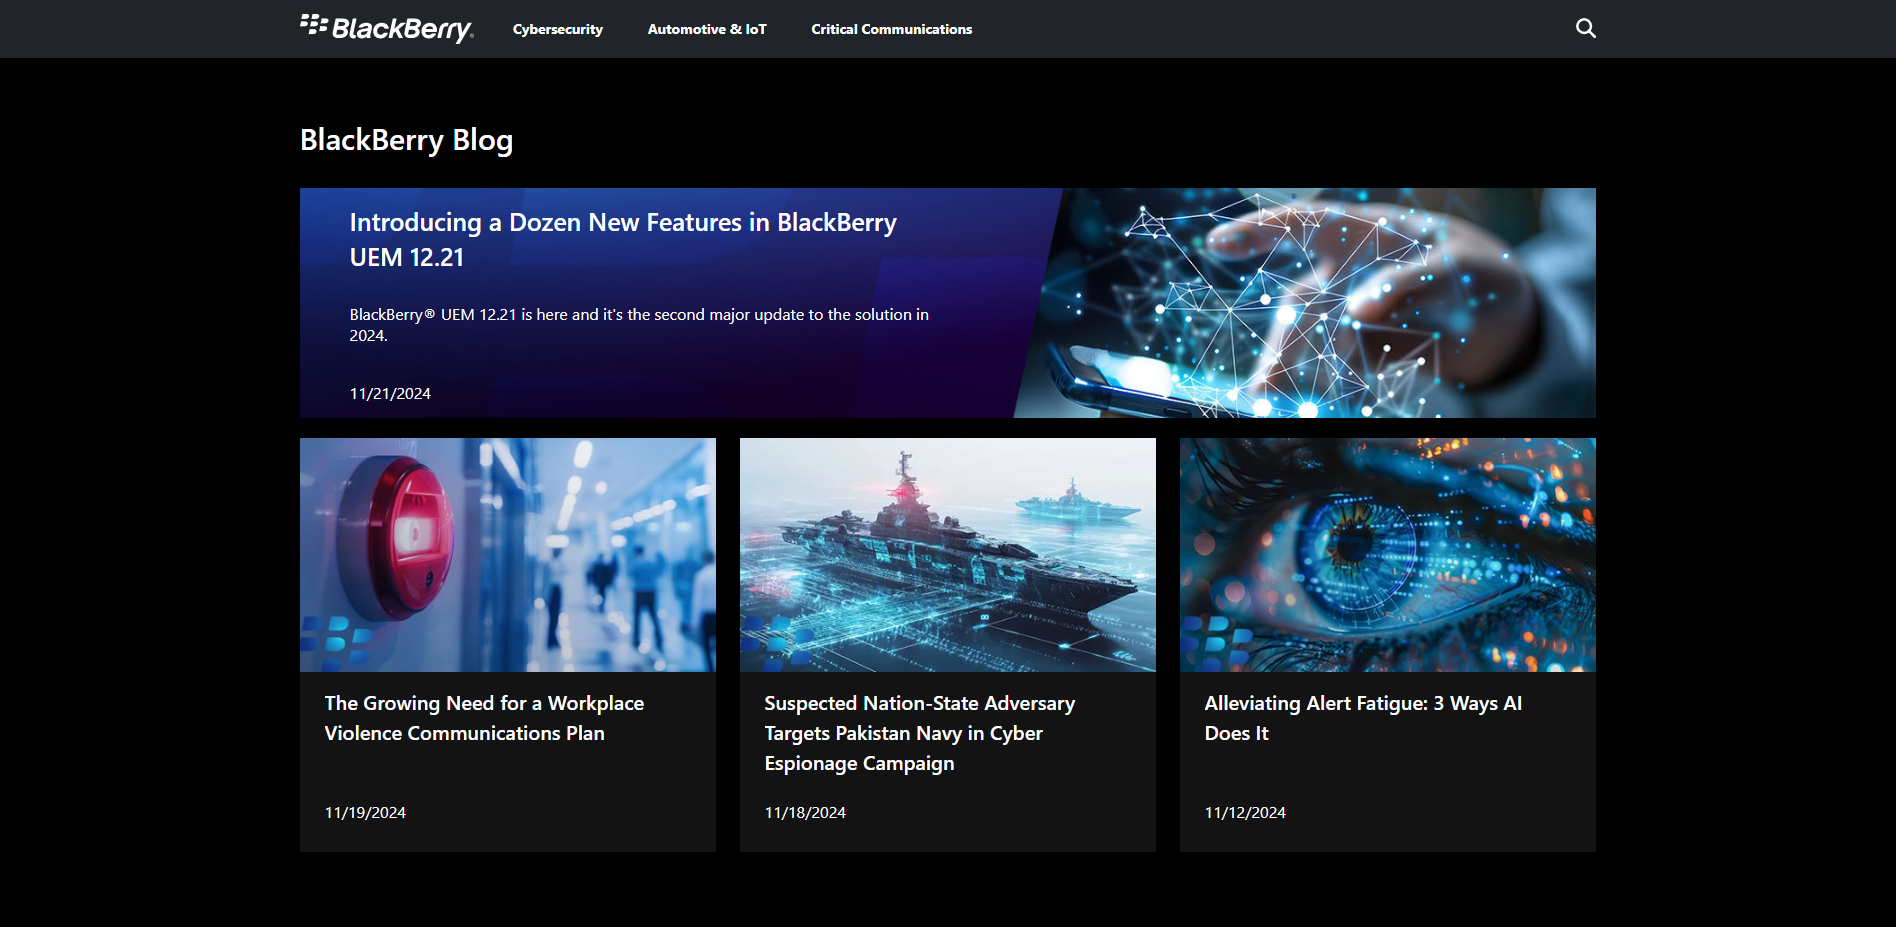 BlackBerry
Cybersecurity
Automotive & IoT
Critical Communications
BlackBerry Blog
Introducing a Dozen New Features in BlackBerry
UEM 12.21
BlackBerry® UEM 12.21 is here and it's the second major update to the solution in
2024.
11/21/2024
The Growing Need for a Workplace
Violence Communications Plan
11/19/2024
Suspected Nation-State Adversary
Targets Pakistan Navy in Cyber
Espionage Campaign
11/18/2024
Alleviating Alert Fatigue: 3 Ways AI
Does It
11/12/2024